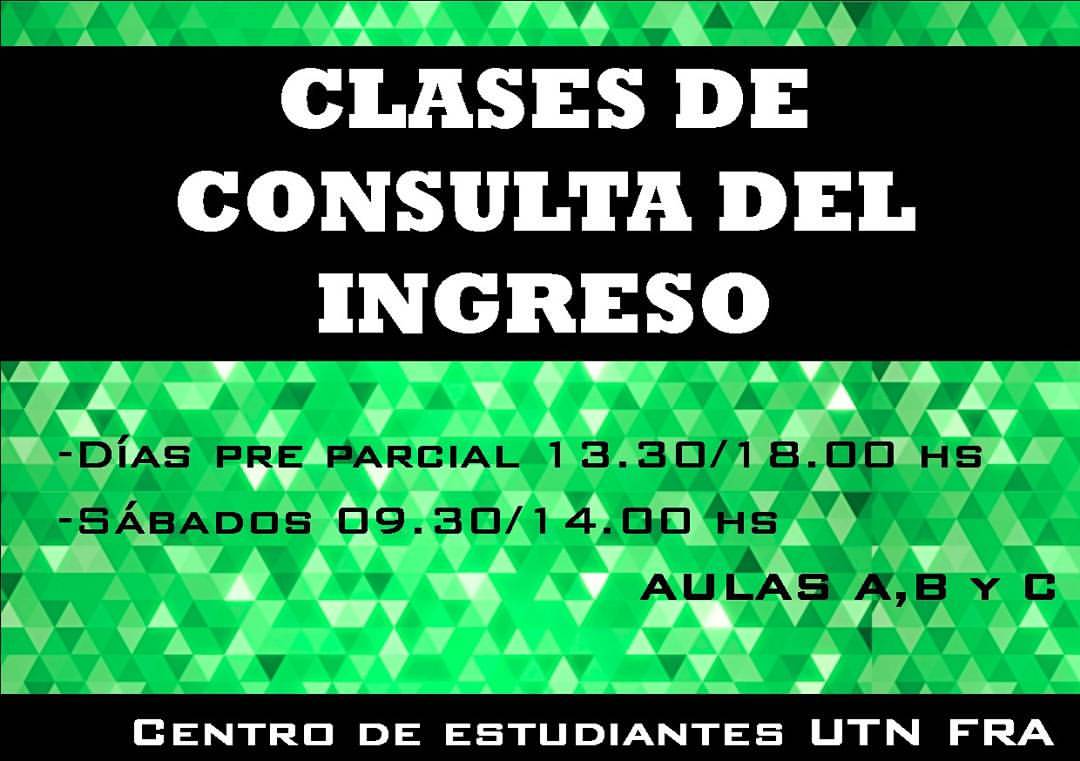 CLASES DE
CONSULTA DEL
INGRESO
-Días pre parcial 13.30/18.00 hs
-Sábados 09.30/14.00 hs
AULAS A,B y C
Centro de estudiantes UTN FRA